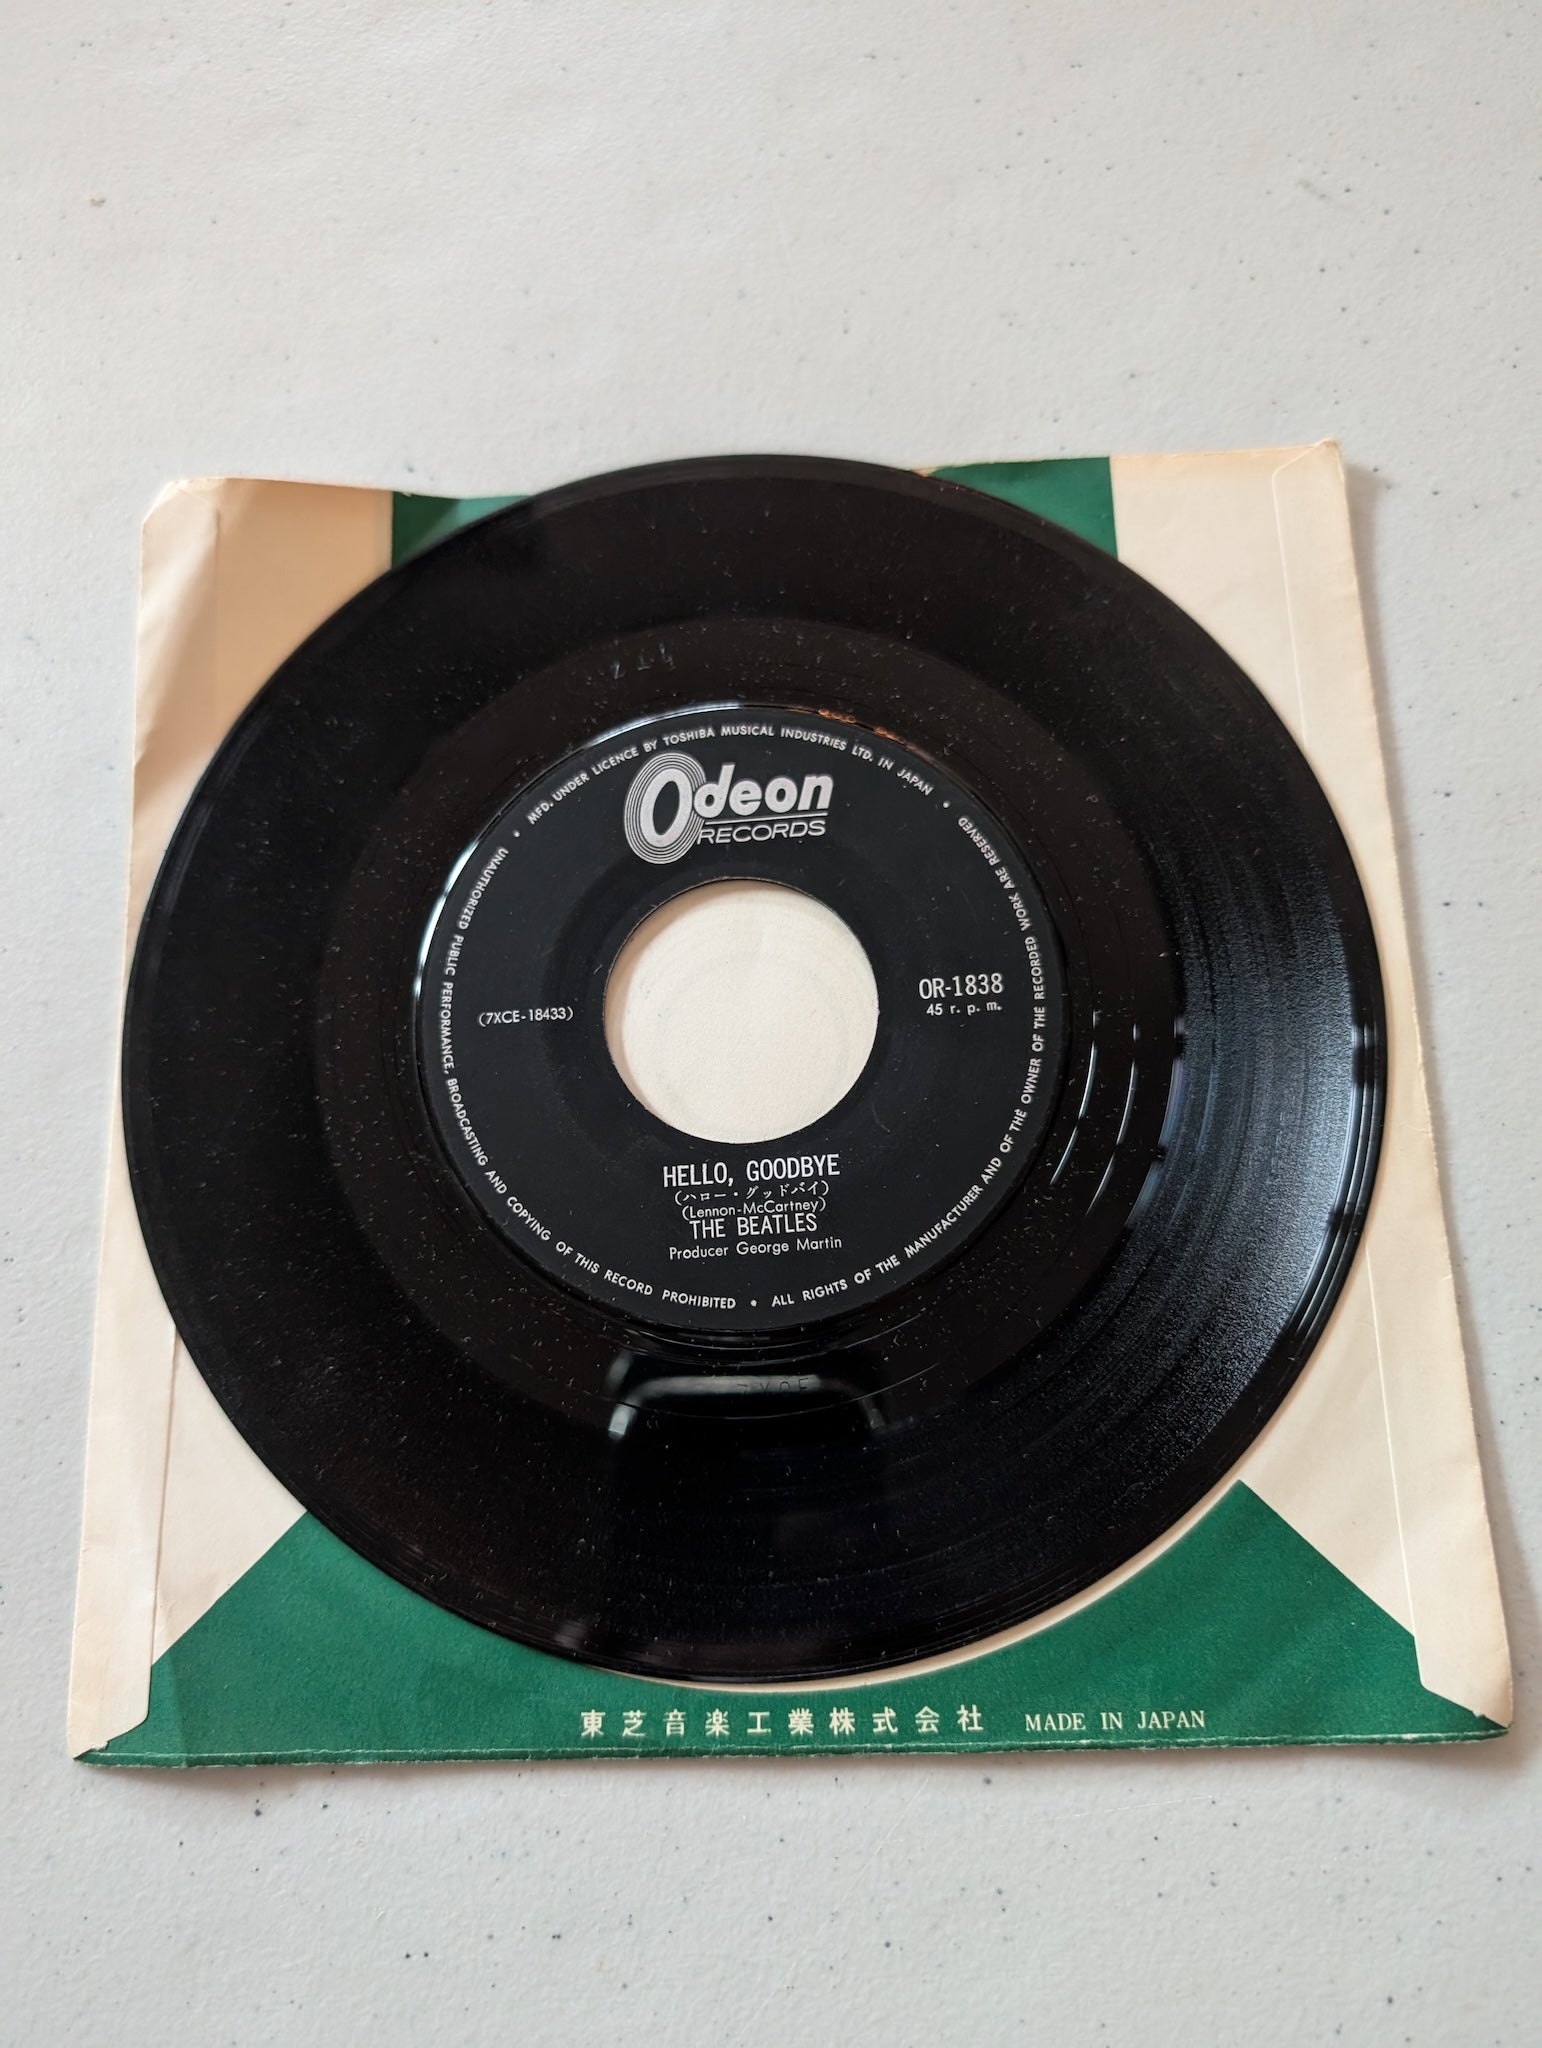 MFD. UNDER LICENCE BY TOSHIBA MUSICAL INDUSTRIES LTD. IN JAPAN •
Odeon
RECORDS
OR-1838
45 r. p. m.
(7XCE-18433)
HELLO, GOODBYE
(ハロー・グッドバイ)
(Lennon-McCartney)
THE BEATLES
Producer George Martin
• UNAUTHORIZED PUBLIC PERFORMANCE, BROADCASTING AND COPYING OF THIS RECORD PROHIBITED • ALL RIGHTS OF THE MANUFACTURER AND OF THE OWNER OF THE RECORDED WORK ARE RESERVED
東芝音楽工業株式会社 MADE IN JAPAN